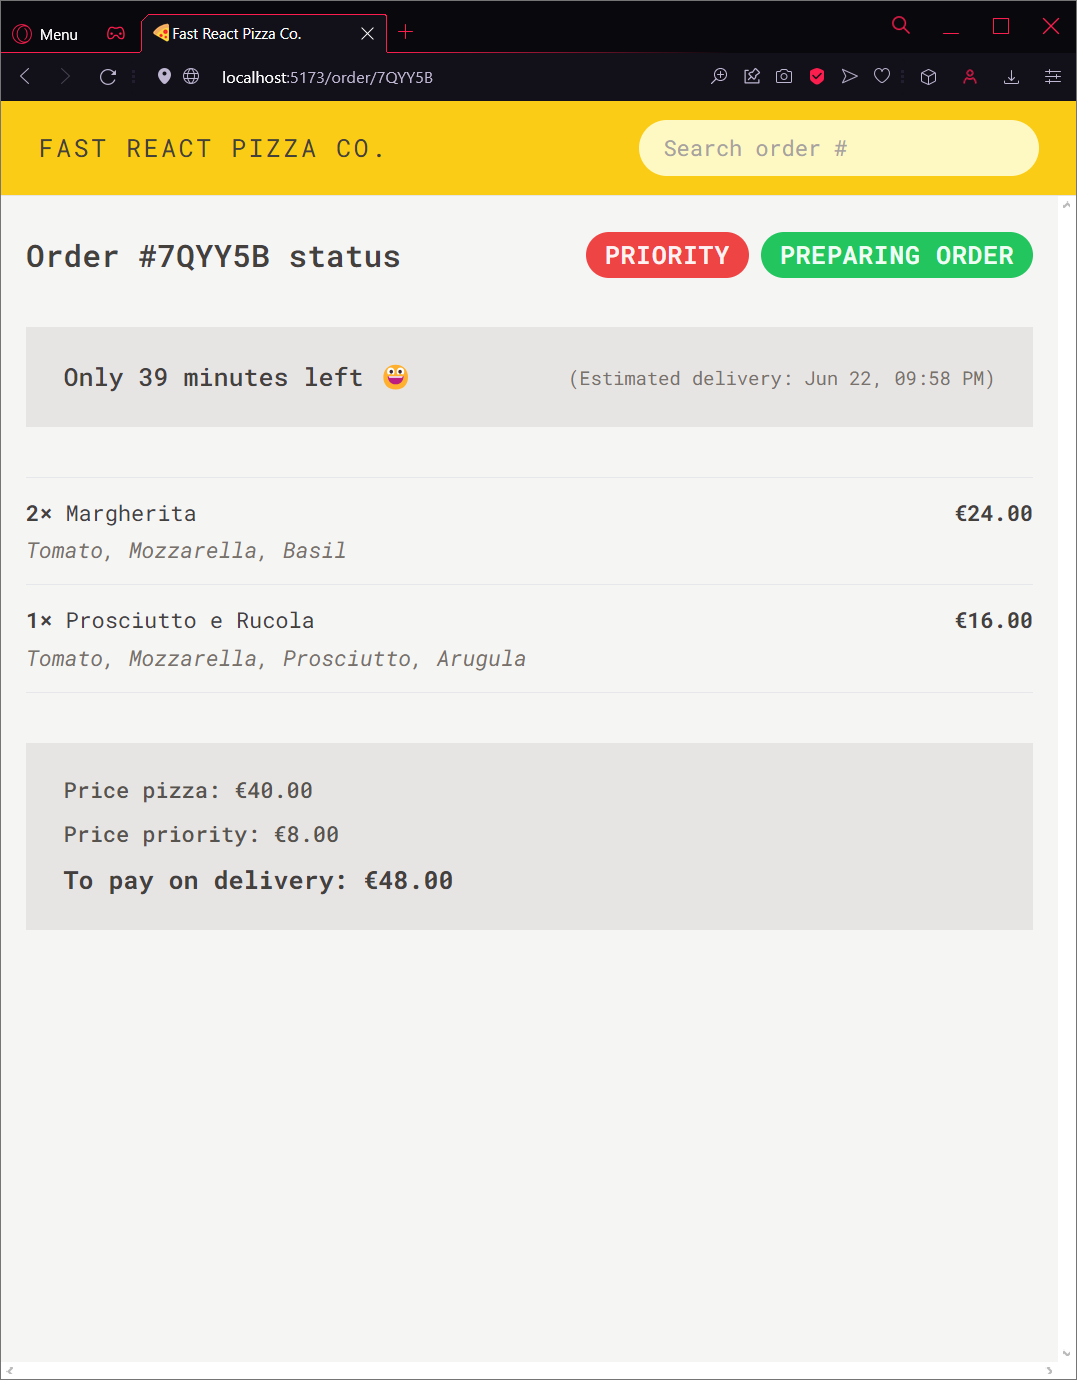 Menu
Fast React Pizza Co.
localhost:5173/order/7QYY5B
FAST REACT PIZZA CO.
Search order #
Order #7QYY5B status
PRIORITY
PREPARING ORDER
Only 39 minutes left 😀
(Estimated delivery: Jun 22, 09:58 PM)
2× Margherita
€24.00
Tomato, Mozzarella, Basil
1× Prosciutto e Rucola
€16.00
Tomato, Mozzarella, Prosciutto, Arugula
Price pizza: €40.00
Price priority: €8.00
To pay on delivery: €48.00